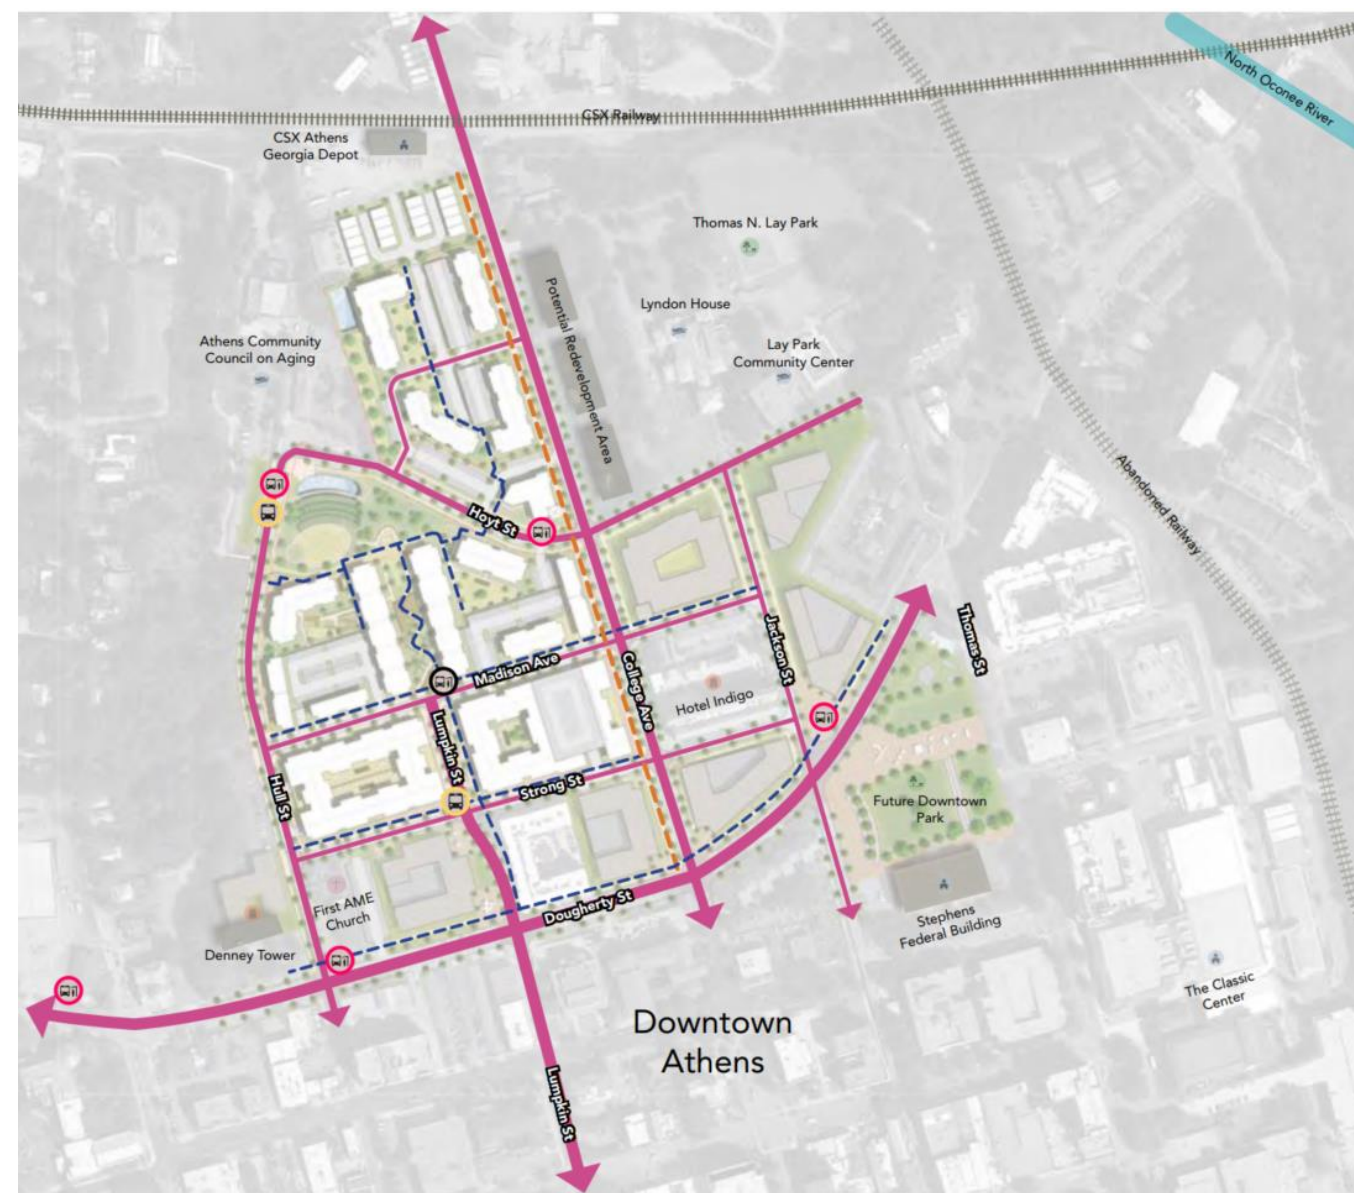 North Oconee River
CSX Railway
CSX Athens
Georgia Depot
Thomas N. Lay Park
Potential Redevelopment Area
Lyndon House
Athens Community
Council on Aging
Lay Park
Community Center
Abandoned Railway
Hoyt St
Thomas St
Jackson St
Madison Ave
College Ave
Hotel Indigo
Lumpkin St
Hull St
Strong St
Future Downtown
Park
First AME
Church
Dougherty St
Stephens
Federal Building
Denney Tower
The Classic
Center
Downtown
Athens
Lumpkin St